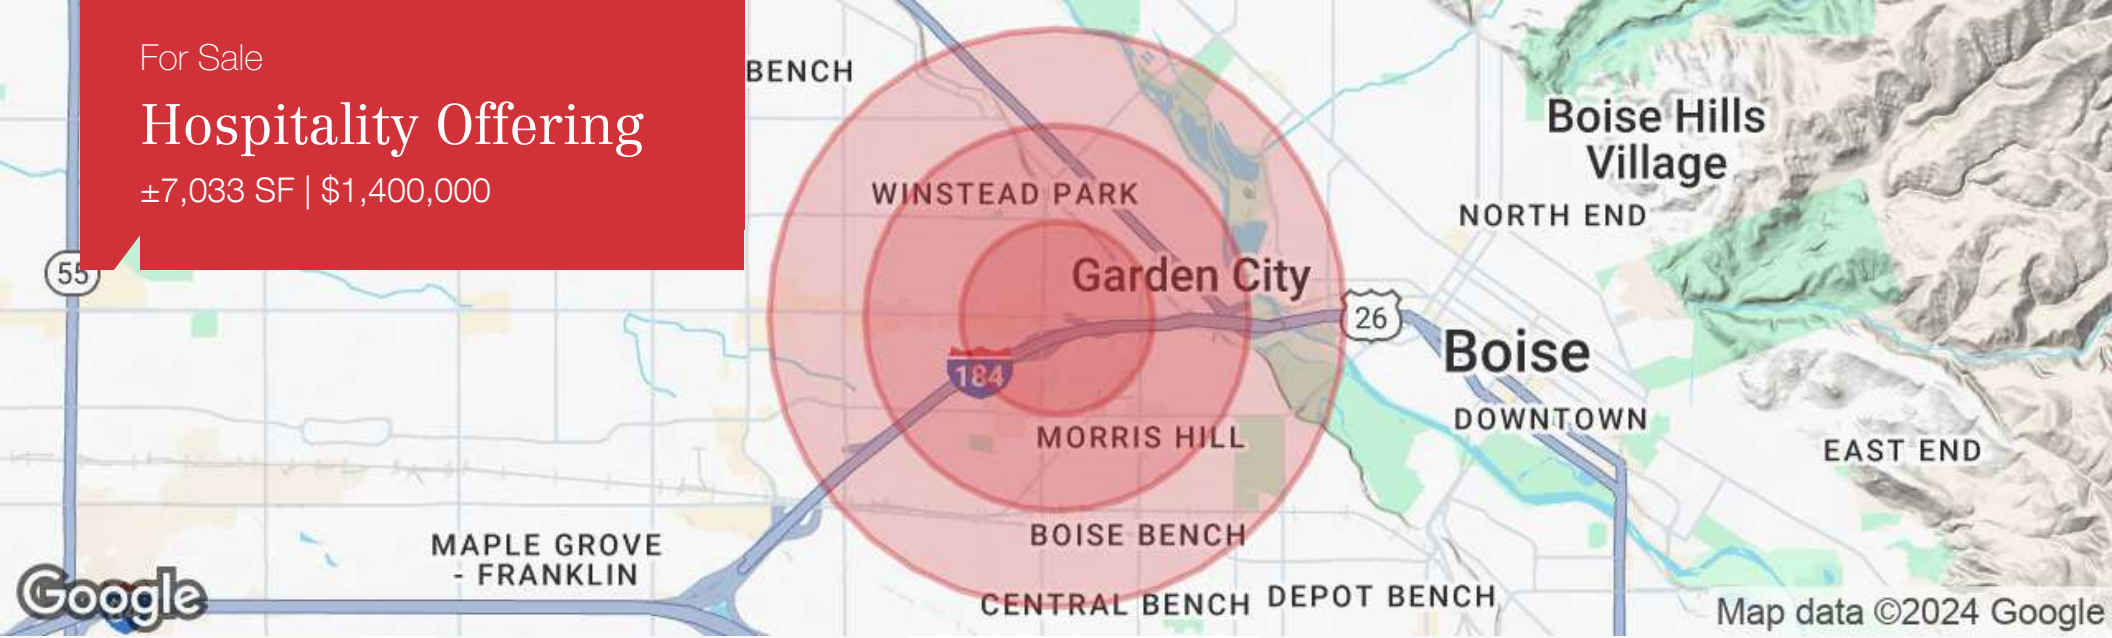 For Sale
Hospitality Offering
±7,033 SF | $1,400,000
BENCH
WINSTEAD PARK
Boise Hills
Village
NORTH END
55
Garden City
26
Boise
184
DOWNTOWN
MORRIS HILL
EAST END
BOISE BENCH
MAPLE GROVE
- FRANKLIN
CENTRAL BENCH
DEPOT BENCH
Google
Map data ©2024 Google